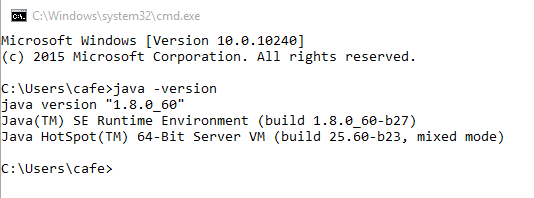 C:\Windows\system32\cmd.exe
Microsoft Windows [Version 10.0.10240]
(c) 2015 Microsoft Corporation. All rights reserved.
C:\Users\cafe>java -version
java version "1.8.0_60"
Java(TM) SE Runtime Environment (build 1.8.0_60-b27)
Java HotSpot(TM) 64-Bit Server VM (build 25.60-b23, mixed mode)
C:\Users\cafe>